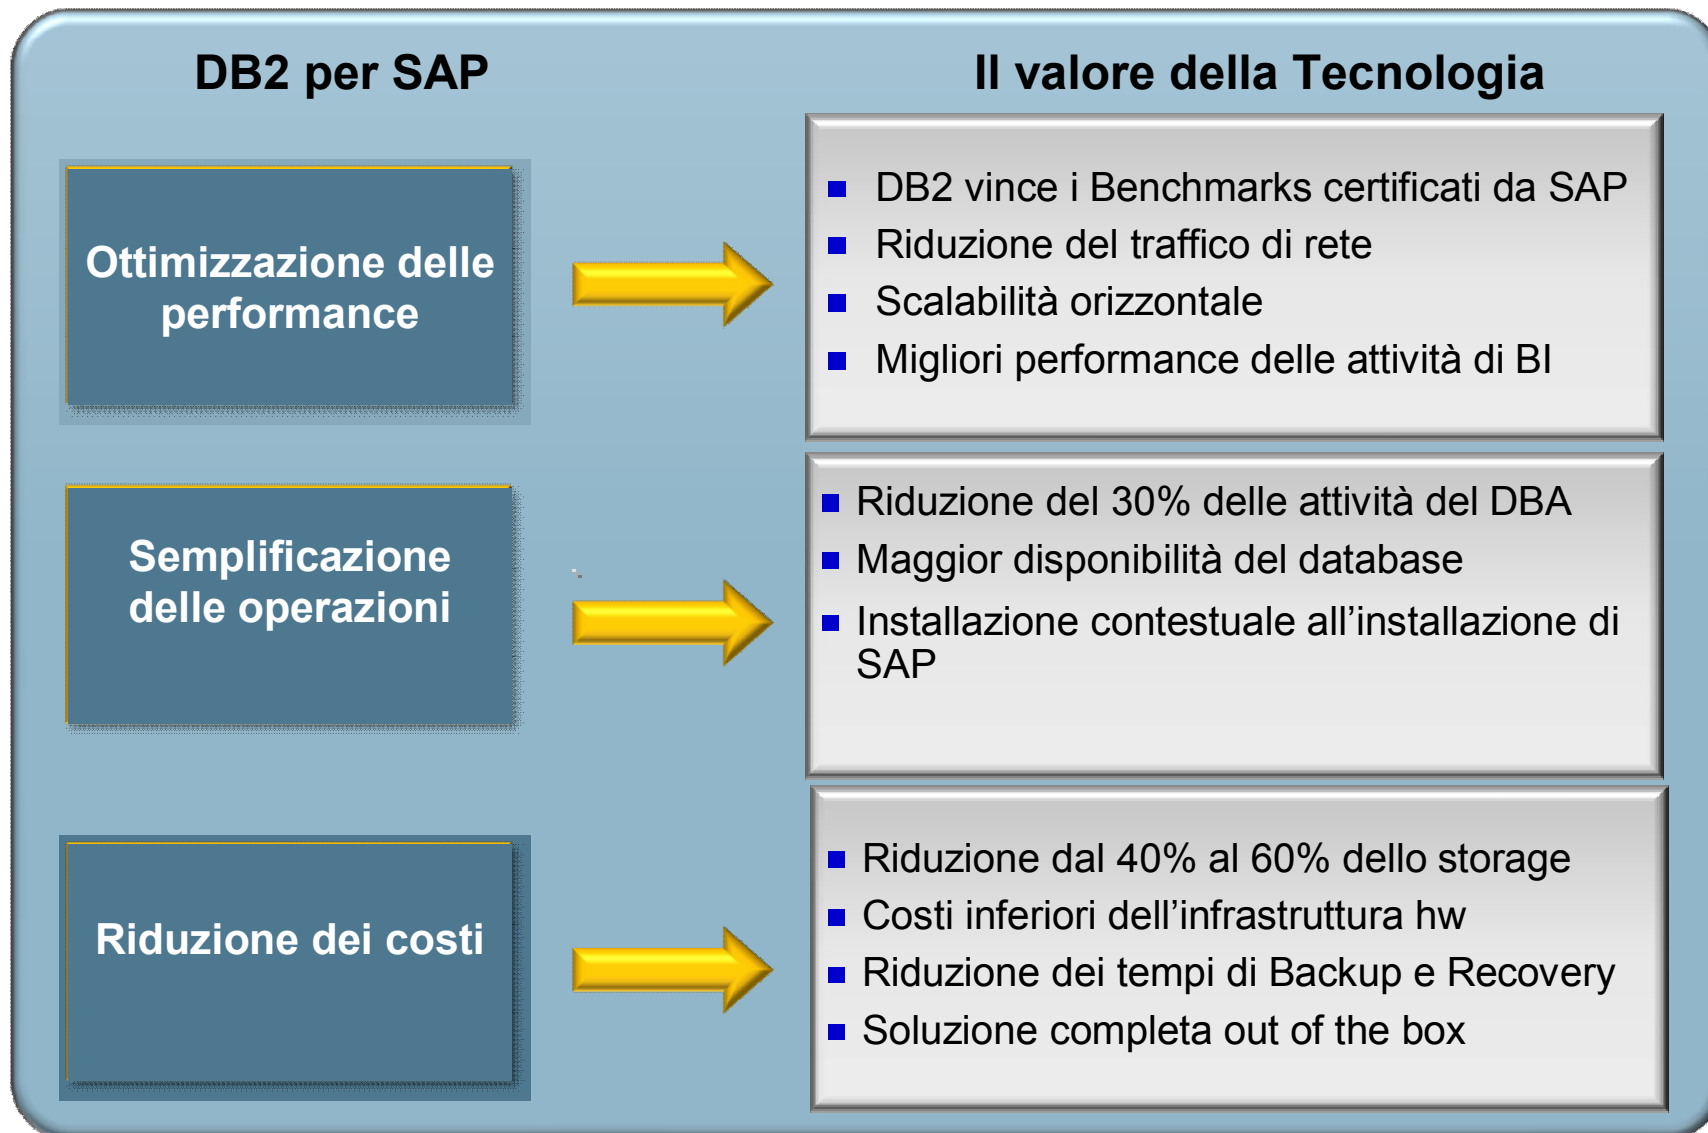 DB2 per SAP
Il valore della Tecnologia
Ottimizzazione delle
performance
DB2 vince i Benchmarks certificati da SAP
Riduzione del traffico di rete
Scalabilità orizzontale
Migliori performance delle attività di BI
Semplificazione
delle operazioni
Riduzione del 30% delle attività del DBA
Maggior disponibilità del database
Installazione contestuale all’installazione di
SAP
Riduzione dei costi
Riduzione dal 40% al 60% dello storage
Costi inferiori dell’infrastruttura hw
Riduzione dei tempi di Backup e Recovery
Soluzione completa out of the box